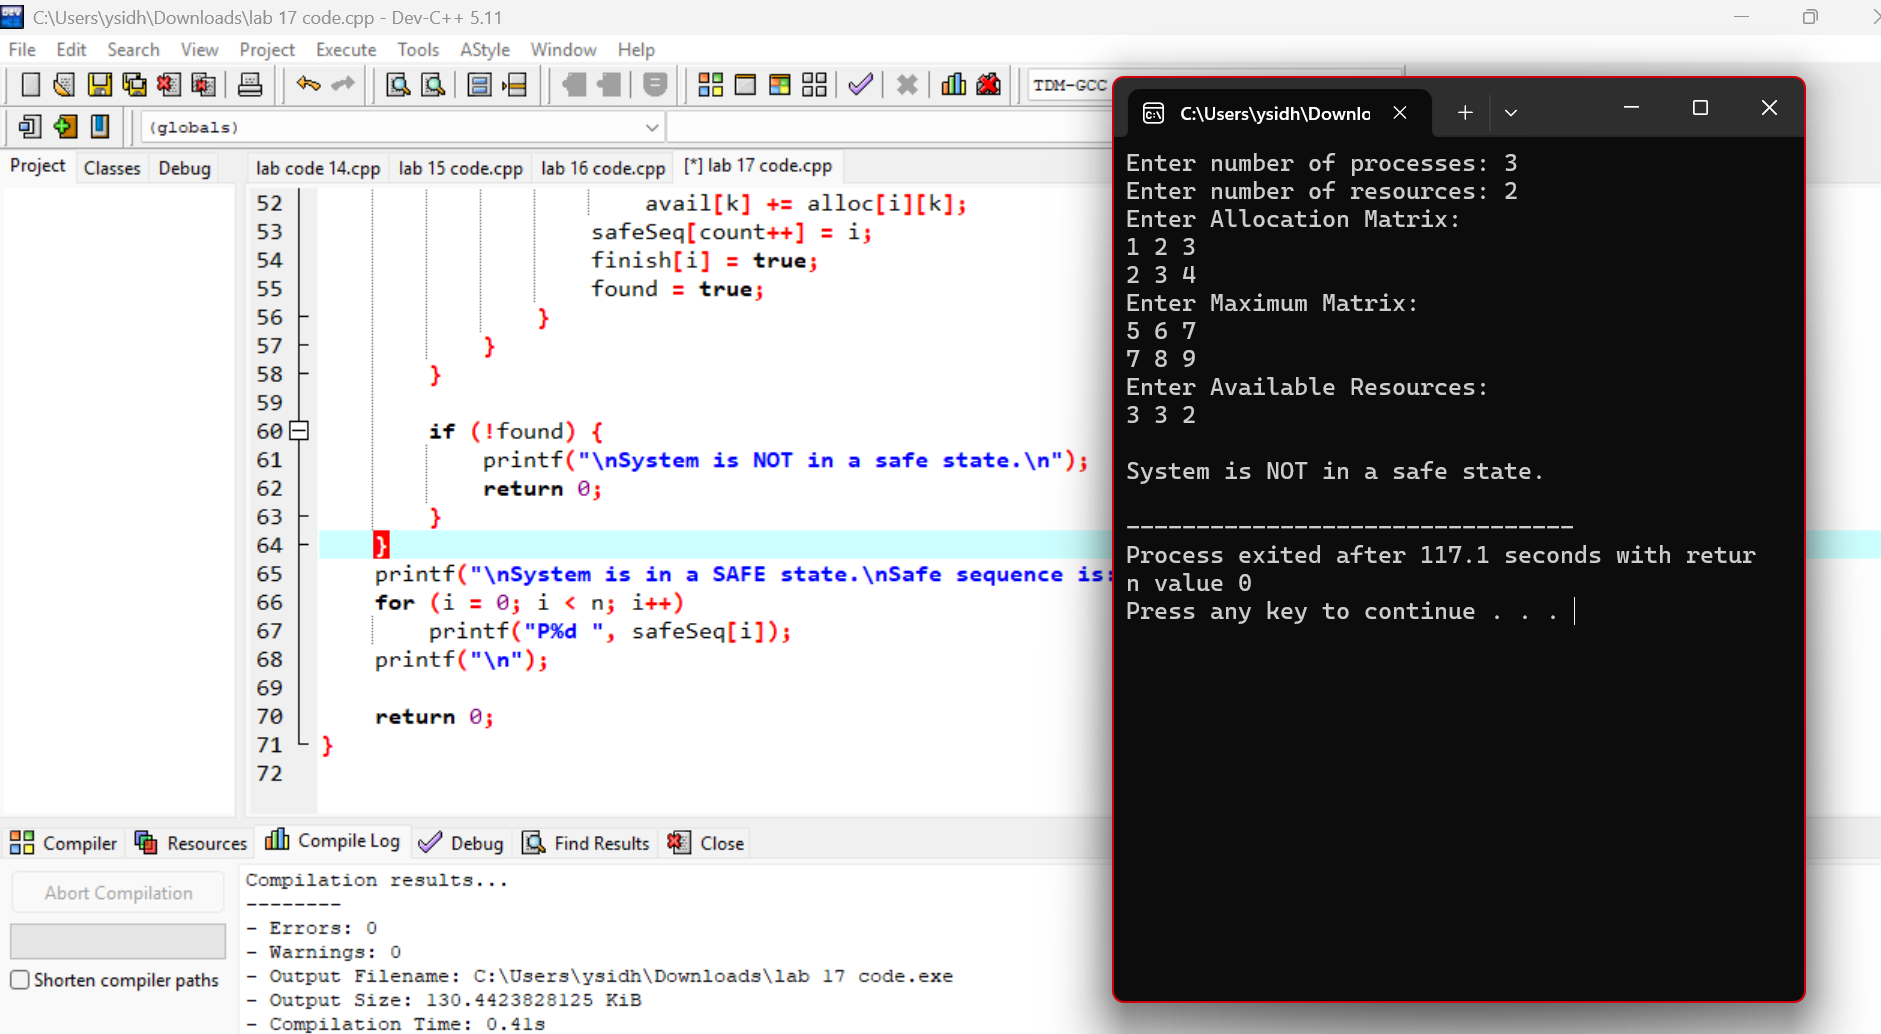 C:\Users\ysidh\Downloads\lab 17 code.cpp - Dev-C++ 5.11
File Edit Search View Project Execute Tools AStyle Window Help
TDM-GCC
(globals)
Project Classes Debug
lab code 14.cpp lab 15 code.cpp lab 16 code.cpp [*] lab 17 code.cpp
52 avail[k] += alloc[i][k];
53 safeSeq[count++] = i;
54 finish[i] = true;
55 found = true;
56 }
57 }
58 }
59
60 if (!found) {
61 printf("\nSystem is NOT in a safe state.\n");
62 return 0;
63 }
64 }
65 printf("\nSystem is in a SAFE state.\nSafe sequence is:
66 for (i = 0; i < n; i++)
67 printf("P%d ", safeSeq[i]);
68 printf("\n");
69
70 return 0;
71 }
72
Compiler Resources Compile Log Debug Find Results Close
Abort Compilation
Shorten compiler paths
Compilation results...
--------
- Errors: 0
- Warnings: 0
- Output Filename: C:\Users\ysidh\Downloads\lab 17 code.exe
- Output Size: 130.4423828125 KiB
- Compilation Time: 0.41s
C:\Users\ysidh\Downlo
Enter number of processes: 3
Enter number of resources: 2
Enter Allocation Matrix:
1 2 3
2 3 4
Enter Maximum Matrix:
5 6 7
7 8 9
Enter Available Resources:
3 3 2
System is NOT in a safe state.
--------------------------------
Process exited after 117.1 seconds with retur
n value 0
Press any key to continue . . .